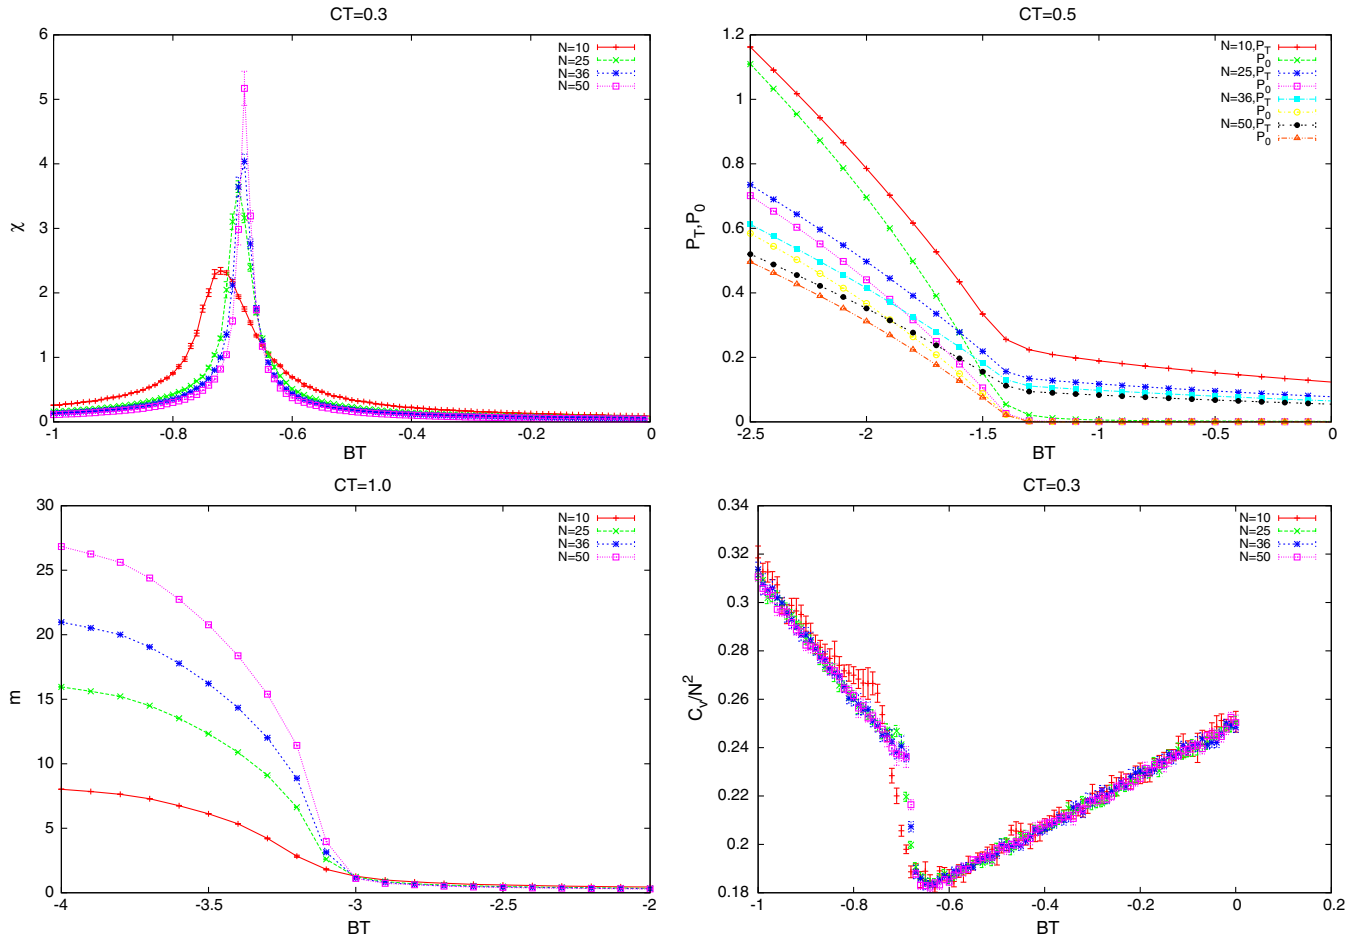 CT=0.3
6
5
4
3
2
1
0
χ
-1
-0.8
-0.6
-0.4
-0.2
0
BT
N=10
N=25
N=36
N=50
CT=0.5
1.2
1
0.8
0.6
0.4
0.2
0
P_T,P_0
-2.5
-2
-1.5
-1
-0.5
0
BT
N=10,P_T
P_0
N=25,P_T
P_0
N=36,P_T
P_0
N=50,P_T
P_0
CT=1.0
30
25
20
15
10
5
0
m
-4
-3.5
-3
-2.5
-2
BT
N=10
N=25
N=36
N=50
CT=0.3
0.34
0.32
0.3
0.28
0.26
0.24
0.22
0.2
0.18
C_v/N²
-1
-0.8
-0.6
-0.4
-0.2
0
0.2
BT
N=10
N=25
N=36
N=50